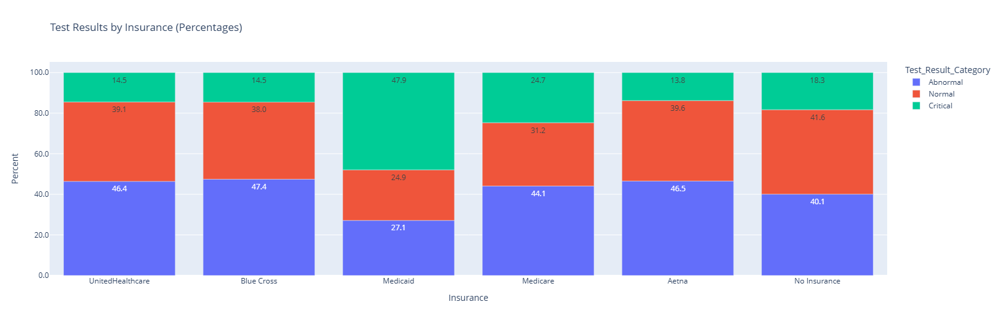 Test Results by Insurance (Percentages)
Test_Result_Category
Abnormal
Normal
Critical
Percent
100.0
80.0
60.0
40.0
20.0
0.0
14.5 14.5 47.9 24.7 13.8 18.3
39.1 38.0 24.9 31.2 39.6 41.6
46.4 47.4 27.1 44.1 46.5 40.1
UnitedHealthcare Blue Cross Medicaid Medicare Aetna No Insurance
Insurance